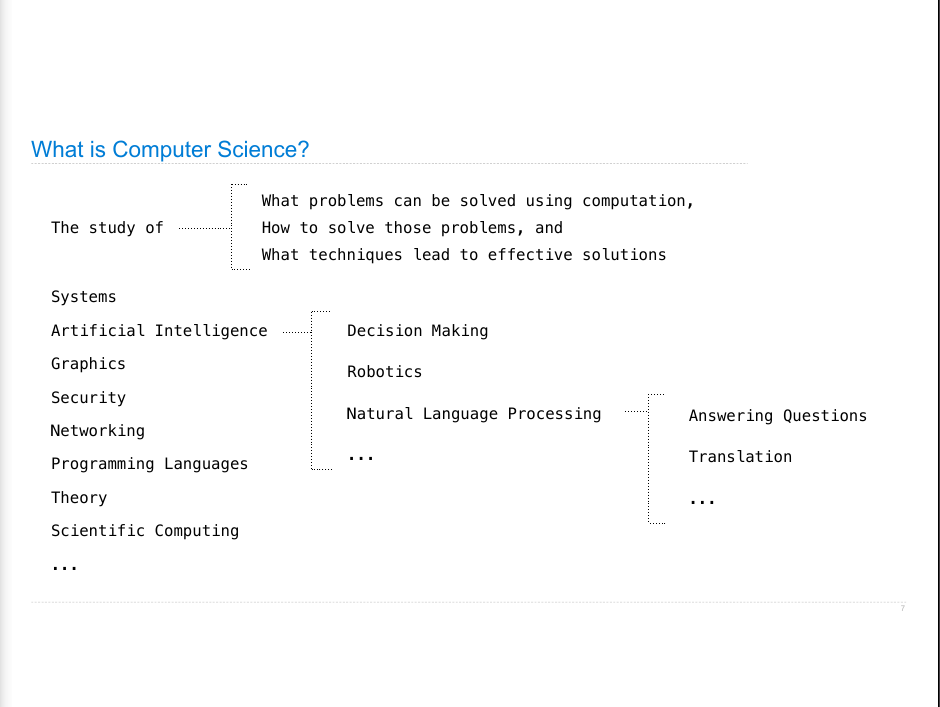 What is Computer Science?
The study of
What problems can be solved using computation,
How to solve those problems, and
What techniques lead to effective solutions
Systems
Artificial Intelligence
Graphics
Security
Networking
Programming Languages
Theory
Scientific Computing
...
Decision Making
Robotics
Natural Language Processing
...
Answering Questions
Translation
...
7